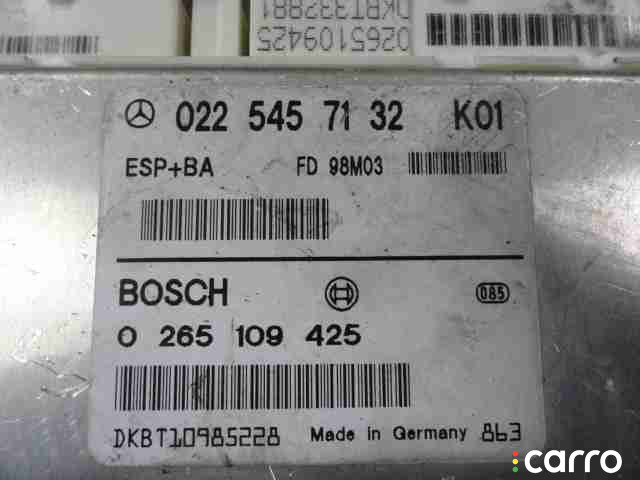 0265109425
DKBT332881
022 545 71 32 K01
ESP+BA FD 98M03
BOSCH
085
0 265 109 425
DKBT10985228 Made in Germany 863
carro